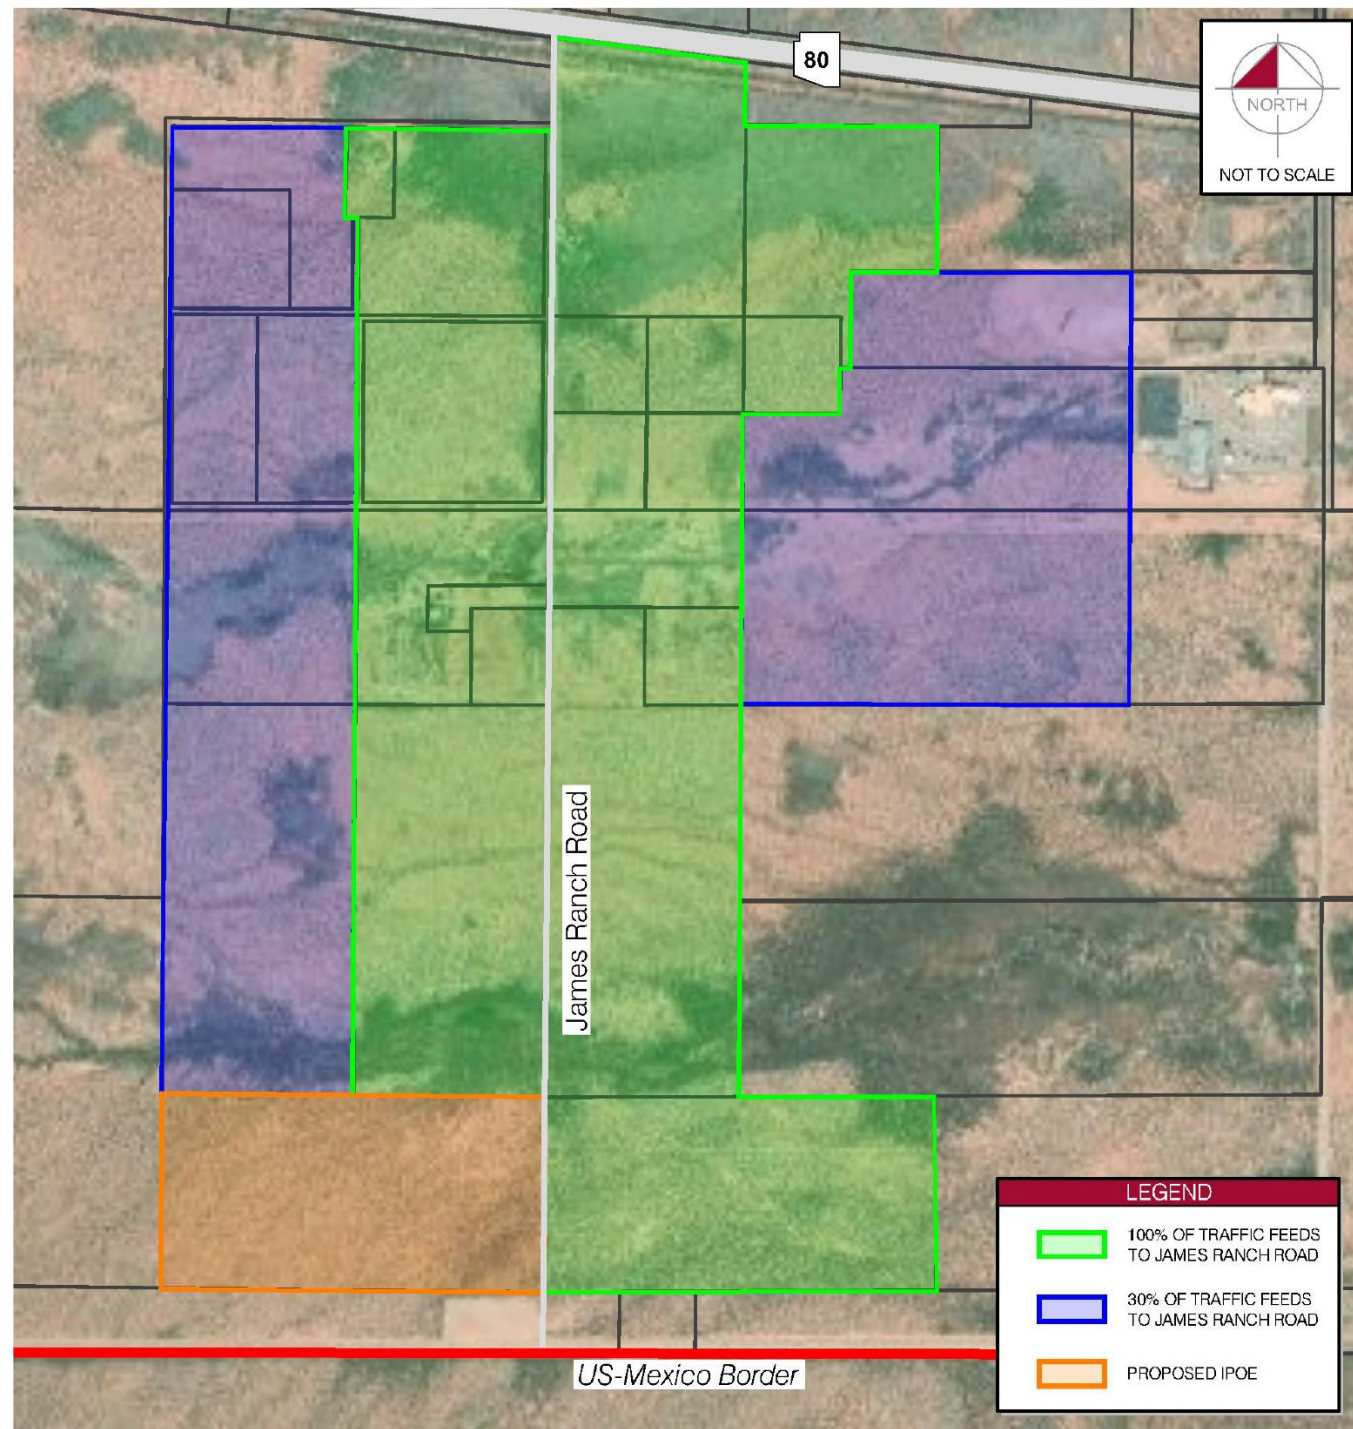 80
NORTH
NOT TO SCALE
James Ranch Road
LEGEND
100% OF TRAFFIC FEEDS
TO JAMES RANCH ROAD
30% OF TRAFFIC FEEDS
TO JAMES RANCH ROAD
PROPOSED IPOE
US-Mexico Border